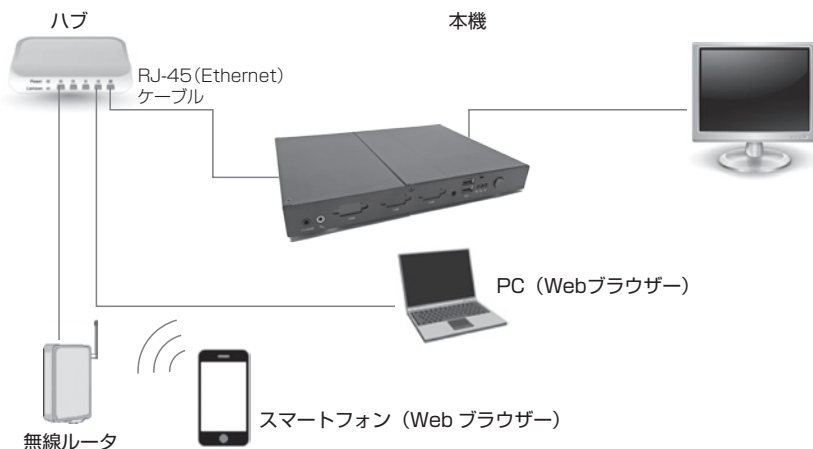 ハブ
本機
RJ-45（Ethernet）
ケーブル
PC（Webブラウザー）
スマートフォン（Web ブラウザー）
無線ルータ